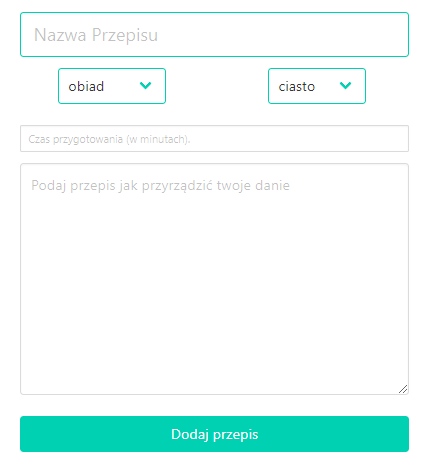 Nazwa Przepisu
obiad
ciasto
Czas przygotowania (w minutach).
Podaj przepis jak przyrządzić twoje danie
Dodaj przepis